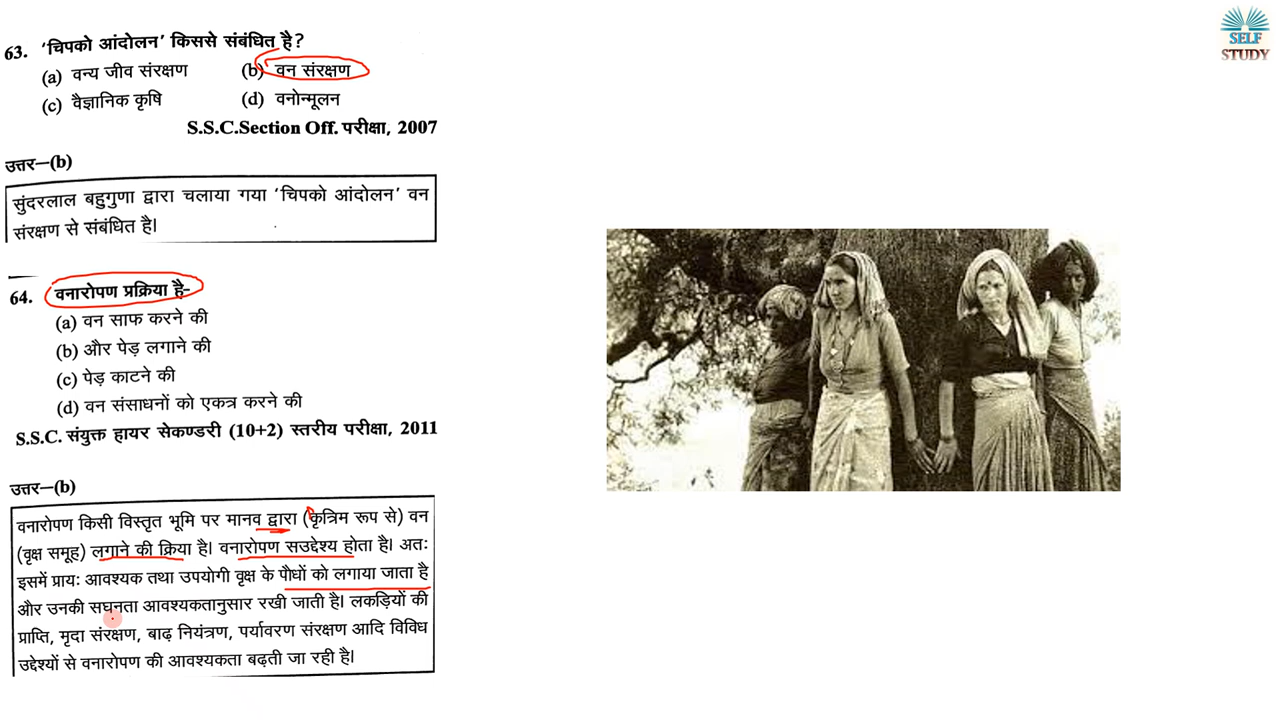 63. 'चिपको आंदोलन' किससे संबंधित है?
(a) वन्य जीव संरक्षण (b) वन संरक्षण
(c) वैज्ञानिक कृषि (d) वनोन्मूलन
S.S.C.Section Off. परीक्षा, 2007
उत्तर—(b)
सुंदरलाल बहुगुणा द्वारा चलाया गया 'चिपको आंदोलन' वन
संरक्षण से संबंधित है।
64. वनारोपण प्रक्रिया है-
(a) वन साफ करने की
(b) और पेड़ लगाने की
(c) पेड़ काटने की
(d) वन संसाधनों को एकत्र करने की
S.S.C. संयुक्त हायर सेकण्डरी (10+2) स्तरीय परीक्षा, 2011
उत्तर—(b)
वनारोपण किसी विस्तृत भूमि पर मानव द्वारा (कृत्रिम रूप से) वन
(वृक्ष समूह) लगाने की क्रिया है। वनारोपण सउद्देश्य होता है। अतः
इसमें प्रायः आवश्यक तथा उपयोगी वृक्ष के पौधों को लगाया जाता है
और उनकी सघनता आवश्यकतानुसार रखी जाती है। लकड़ियों की
प्राप्ति, मृदा संरक्षण, बाढ़ नियंत्रण, पर्यावरण संरक्षण आदि विविध
उद्देश्यों से वनारोपण की आवश्यकता बढ़ती जा रही है।
SELF
STUDY